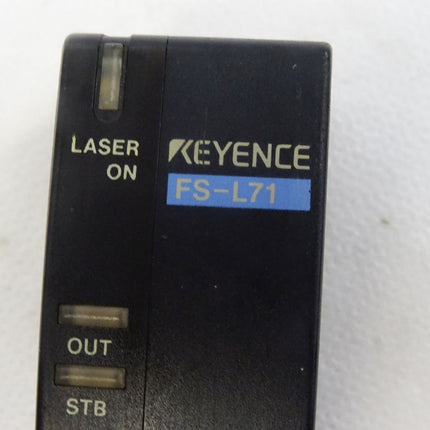 LASER
ON
KEYENCE
FS-L71
OUT
STB